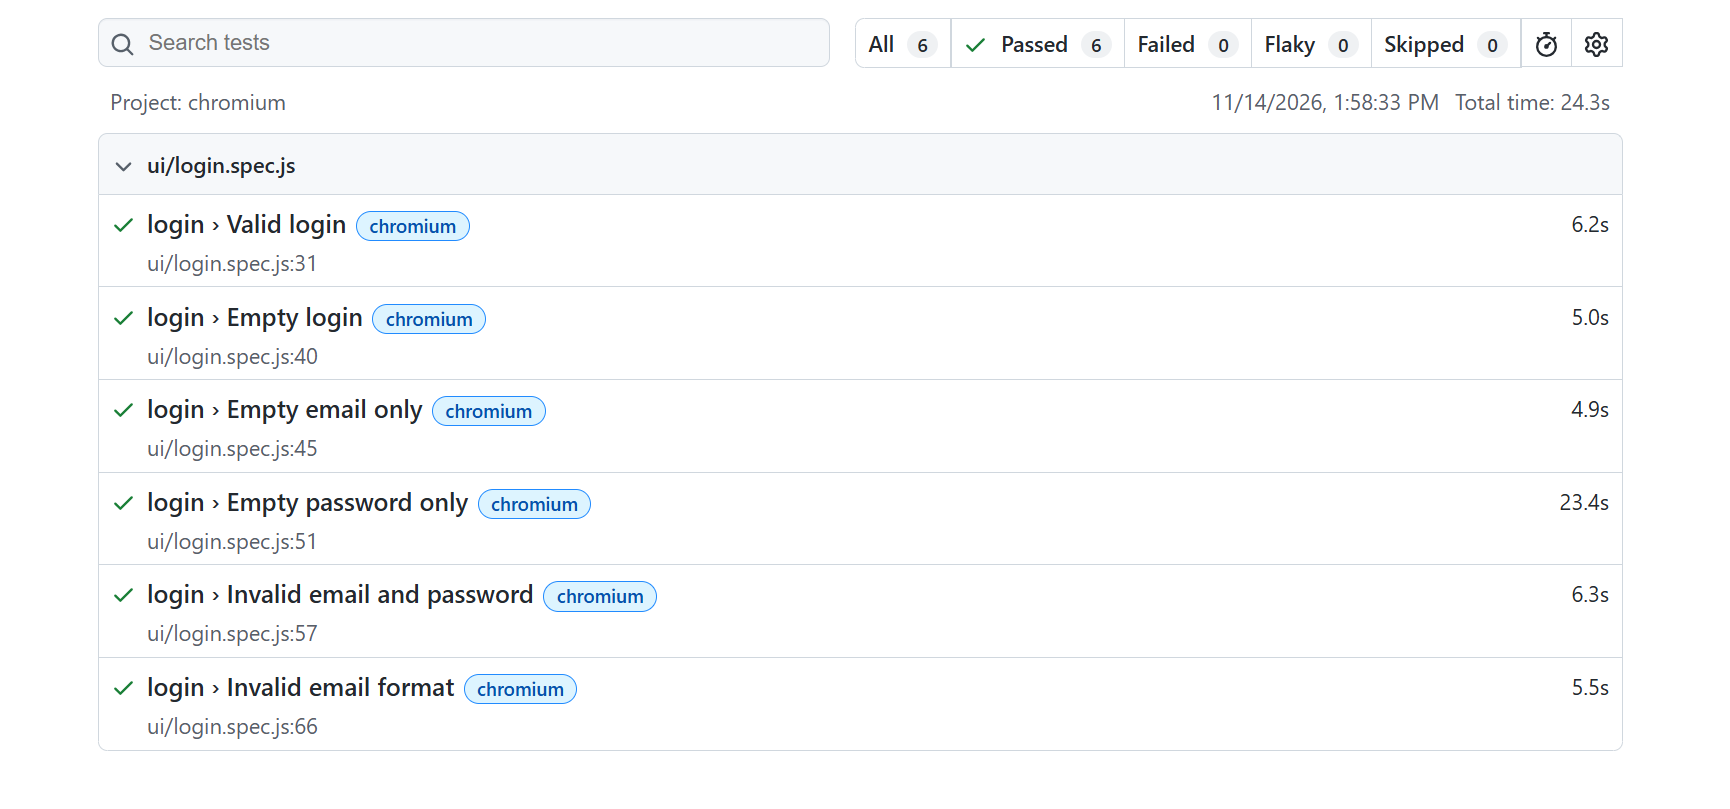 Search tests
All 6 Passed 6 Failed 0 Flaky 0 Skipped 0
Project: chromium 11/14/2026, 1:58:33 PM Total time: 24.3s
ui/login.spec.js
login › Valid login chromium 6.2s
ui/login.spec.js:31
login › Empty login chromium 5.0s
ui/login.spec.js:40
login › Empty email only chromium 4.9s
ui/login.spec.js:45
login › Empty password only chromium 23.4s
ui/login.spec.js:51
login › Invalid email and password chromium 6.3s
ui/login.spec.js:57
login › Invalid email format chromium 5.5s
ui/login.spec.js:66